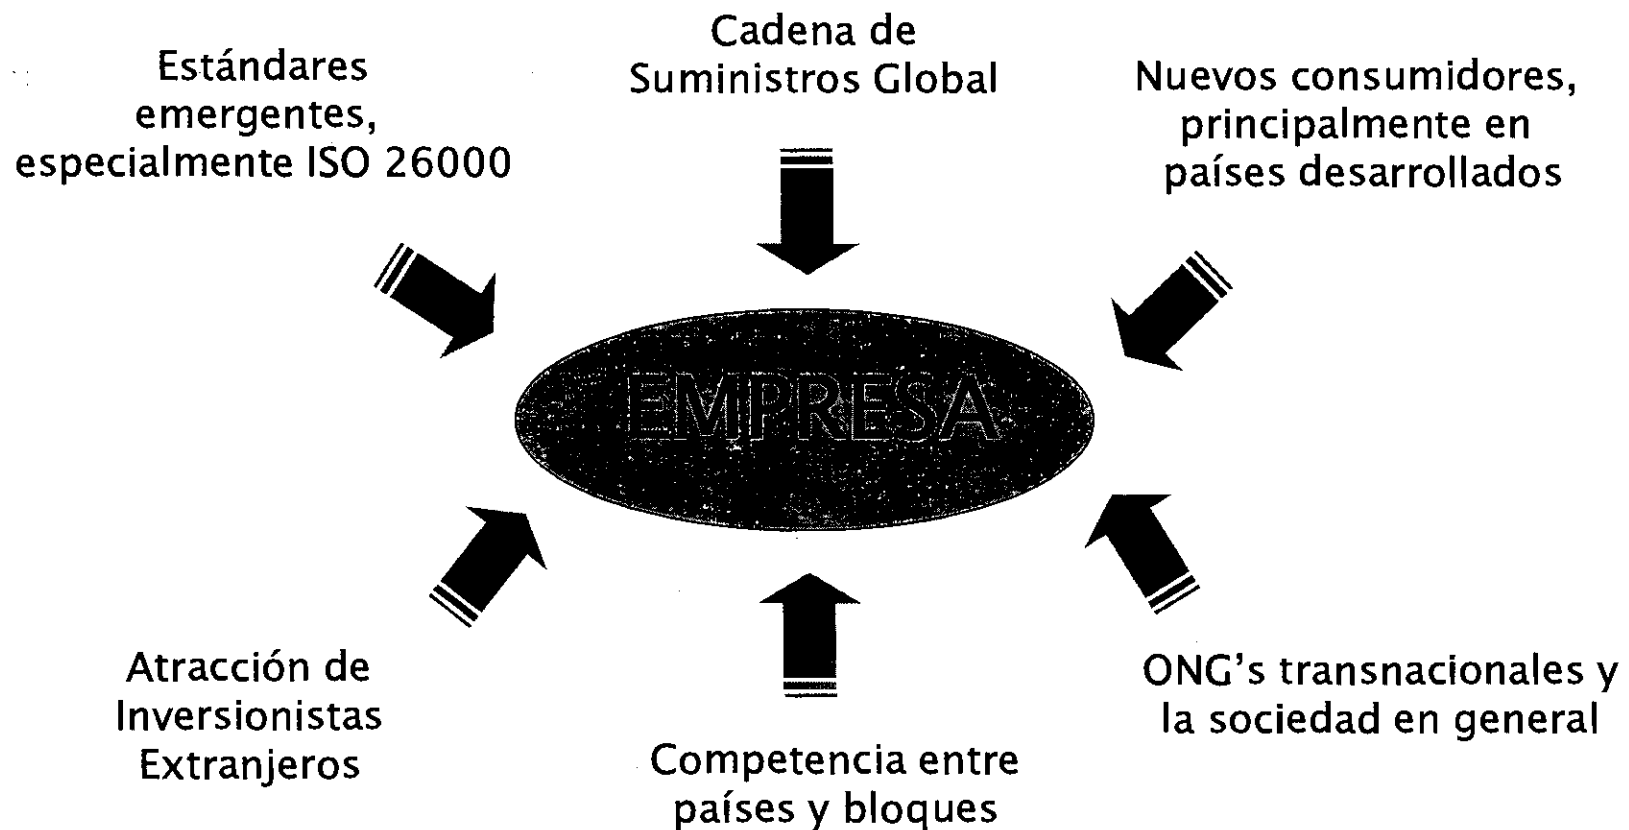 Estándares
emergentes,
especialmente ISO 26000
Cadena de
Suministros Global
Nuevos consumidores,
principalmente en
países desarrollados
EMPRESA
Atracción de
Inversionistas
Extranjeros
Competencia entre
países y bloques
ONG's transnacionales y
la sociedad en general